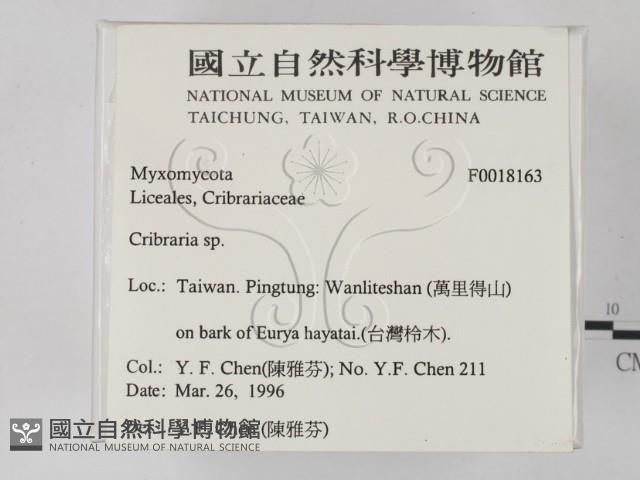 國立自然科學博物館
NATIONAL MUSEUM OF NATURAL SCIENCE
TAICHUNG, TAIWAN, R.O.CHINA
Myxomycota F0018163
Liceales, Cribrariaceae
Cribraria sp.
Loc.: Taiwan. Pingtung: Wanliteshan (萬里得山)
on bark of Eurya hayatai.(台灣柃木).
Col.: Y. F. Chen(陳雅芬); No. Y.F. Chen 211
Date: Mar. 26, 1996
(陳雅芬)
國立自然科學博物館
NATIONAL MUSEUM OF NATURAL SCIENCE
10
CM